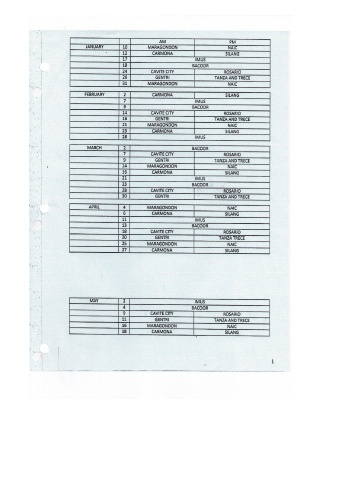 AM PM
JANUARY 10 MARAGONDON NAIC
12 CARMONA SILANG
17 IMUS
19 BACOOR
24 CAVITE CITY ROSARIO
26 GENTRI TANZA AND TRECE
31 MARAGONDON NAIC
FEBRUARY 2 CARMONA SILANG
7 IMUS
9 BACOOR
14 CAVITE CITY ROSARIO
16 GENTRI TANZA AND TRECE
21 MARAGONDON NAIC
23 CARMONA SILANG
28 IMUS
MARCH 2 BACOOR
7 CAVITE CITY ROSARIO
9 GENTRI TANZA AND TRECE
14 MARAGONDON NAIC
16 CARMONA SILANG
21 IMUS
23 BACOOR
28 CAVITE CITY ROSARIO
30 GENTRI TANZA AND TRECE
APRIL 4 MARAGONDON NAIC
6 CARMONA SILANG
11 IMUS
13 BACOOR
18 CAVITE CITY ROSARIO
20 GENTRI TANZA TRECE
25 MARAGONDON NAIC
27 CARMONA SILANG
MAY 2 IMUS
4 BACOOR
9 CAVITE CITY ROSARIO
11 GENTRI TANZA AND TRECE
16 MARAGONDON NAIC
18 CARMONA SILANG
1